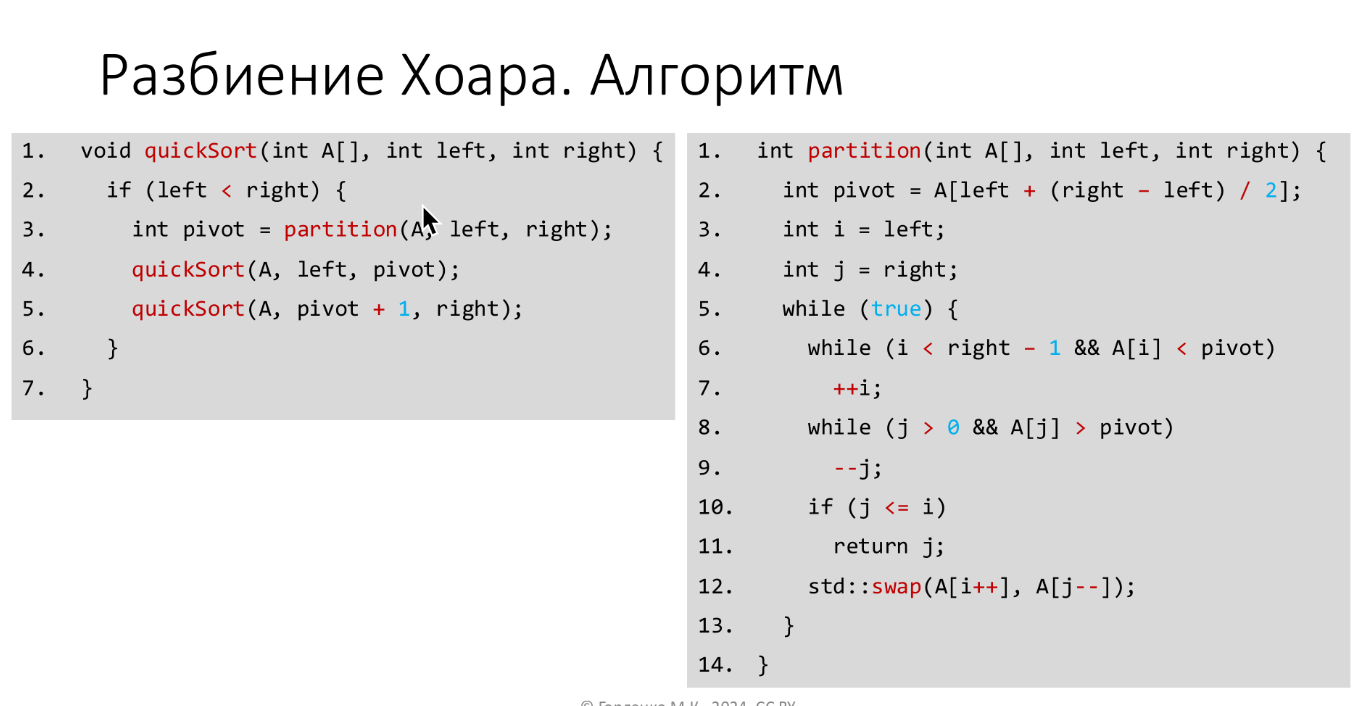 Разбиение Хоара. Алгоритм
1. void quickSort(int A[], int left, int right) {
2. if (left < right) {
3. int pivot = partition(A, left, right);
4. quickSort(A, left, pivot);
5. quickSort(A, pivot + 1, right);
6. }
7. }
1. int partition(int A[], int left, int right) {
2. int pivot = A[left + (right – left) / 2];
3. int i = left;
4. int j = right;
5. while (true) {
6. while (i < right – 1 && A[i] < pivot)
7. ++i;
8. while (j > 0 && A[j] > pivot)
9. --j;
10. if (j <= i)
11. return j;
12. std::swap(A[i++], A[j--]);
13. }
14. }